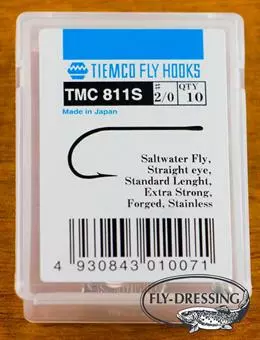 TIEMCO FLY HOOKS
TMC 811S # 2/0 QTY 10
Made in Japan
Saltwater Fly,
Straight eye,
Standard Lenght,
Extra Strong,
Forged, Stainless
4 930843 010071
FLY-DRESSING